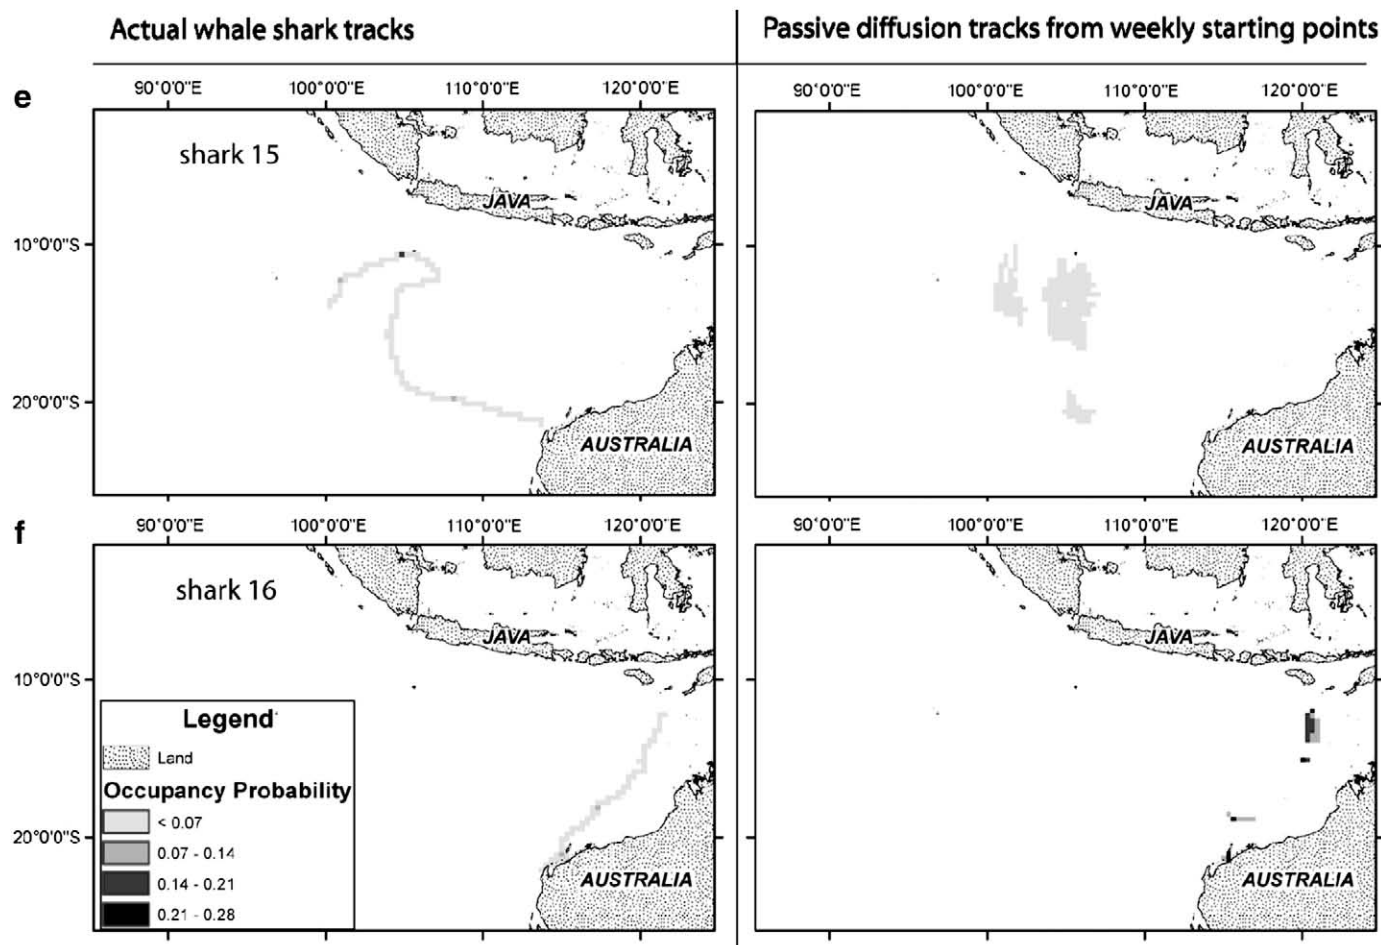 Actual whale shark tracks
Passive diffusion tracks from weekly starting points
e
90°0'0"E 100°0'0"E 110°0'0"E 120°0'0"E
90°0'0"E 100°0'0"E 110°0'0"E 120°0'0"E
shark 15
JAVA
JAVA
10°0'0"S
20°0'0"S
AUSTRALIA
AUSTRALIA
f
90°0'0"E 100°0'0"E 110°0'0"E 120°0'0"E
90°0'0"E 100°0'0"E 110°0'0"E 120°0'0"E
shark 16
JAVA
JAVA
10°0'0"S
20°0'0"S
Legend
Land
Occupancy Probability
< 0.07
0.07 - 0.14
0.14 - 0.21
0.21 - 0.28
AUSTRALIA
AUSTRALIA